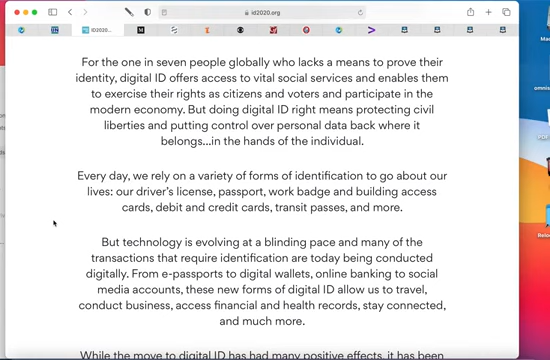 id2020.org
ID2020...
For the one in seven people globally who lacks a means to prove their
identity, digital ID offers access to vital social services and enables them
to exercise their rights as citizens and voters and participate in the
modern economy. But doing digital ID right means protecting civil
liberties and putting control over personal data back where it
belongs...in the hands of the individual.
Every day, we rely on a variety of forms of identification to go about our
lives: our driver's license, passport, work badge and building access
cards, debit and credit cards, transit passes, and more.
But technology is evolving at a blinding pace and many of the
transactions that require identification are today being conducted
digitally. From e-passports to digital wallets, online banking to social
media accounts, these new forms of digital ID allow us to travel,
conduct business, access financial and health records, stay connected,
and much more.
While the move to digital ID has had many positive effects, it has been